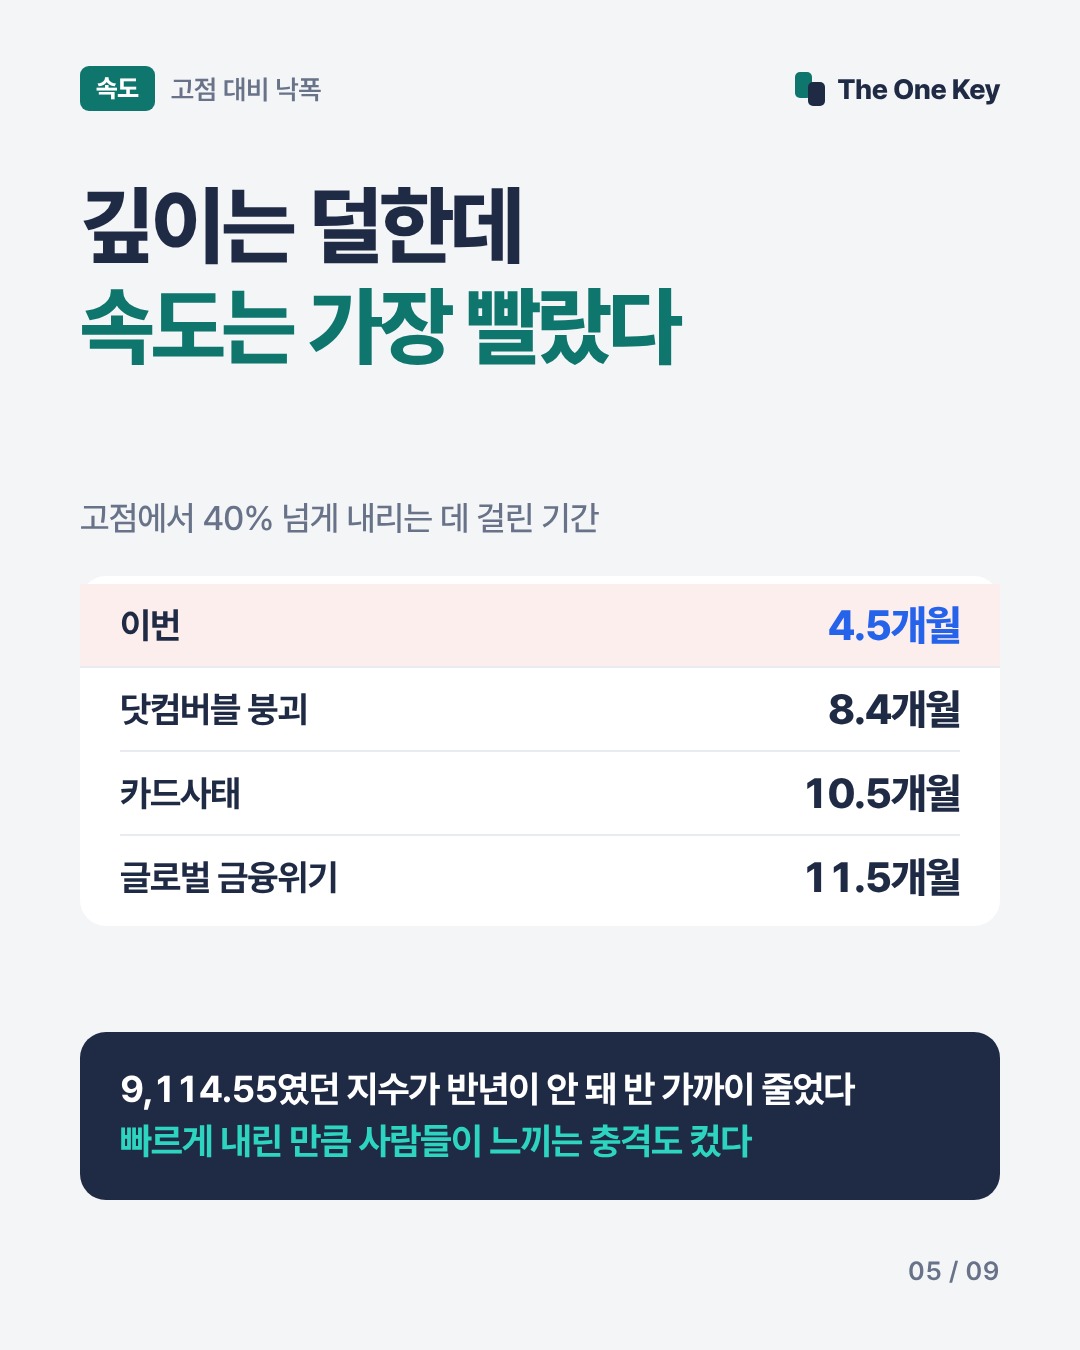 속도 고점 대비 낙폭
The One Key
깊이는 덜한데
속도는 가장 빨랐다
고점에서 40% 넘게 내리는 데 걸린 기간
이번 4.5개월
닷컴버블 붕괴 8.4개월
카드사태 10.5개월
글로벌 금융위기 11.5개월
9,114.55였던 지수가 반년이 안 돼 반 가까이 줄었다
빠르게 내린 만큼 사람들이 느끼는 충격도 컸다
05 / 09